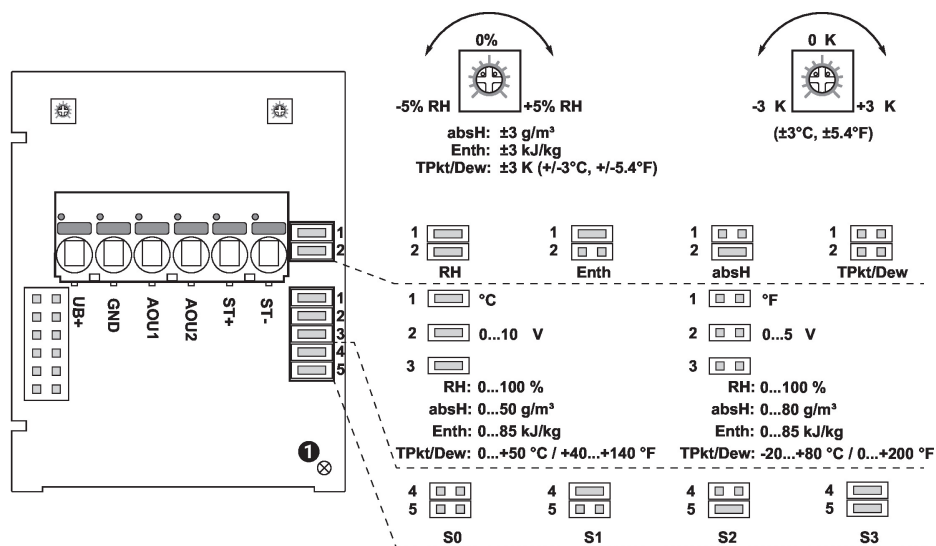 0%
-5% RH +5% RH
absH: ±3 g/m³
Enth: ±3 kJ/kg
TPkt/Dew: ±3 K (+/-3°C, +/-5.4°F)
0 K
-3 K +3 K
(±3°C, ±5.4°F)
1
2
UB+
GND
AOU1
AOU2
ST+
ST-
1
2
3
4
5
1
1
2
RH
1
2
Enth
1
2
absH
1
2
TPkt/Dew
1 °C
2 0...10 V
3
RH: 0...100 %
absH: 0...50 g/m³
Enth: 0...85 kJ/kg
TPkt/Dew: 0...+50 °C / +40...+140 °F
1 °F
2 0...5 V
3
RH: 0...100 %
absH: 0...80 g/m³
Enth: 0...85 kJ/kg
TPkt/Dew: -20...+80 °C / 0...+200 °F
4
5
S0
4
5
S1
4
5
S2
4
5
S3